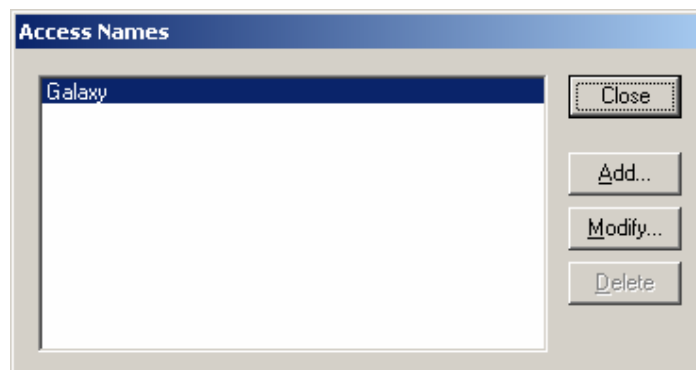 Access Names
Galaxy
Close
Add...
Modify...
Delete